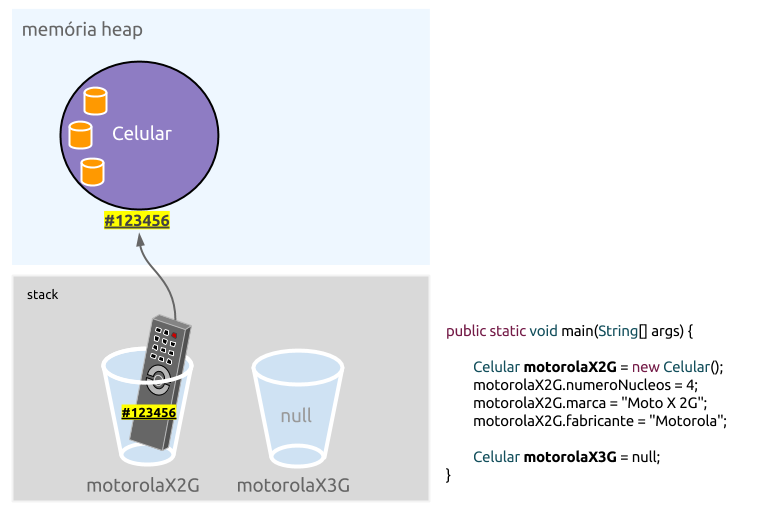 memória heap
Celular
#123456
stack
#123456
null
motorolaX2G
motorolaX3G
public static void main(String[] args) {
Celular motorolaX2G = new Celular();
motorolaX2G.numeroNucleos = 4;
motorolaX2G.marca = "Moto X 2G";
motorolaX2G.fabricante = "Motorola";
Celular motorolaX3G = null;
}